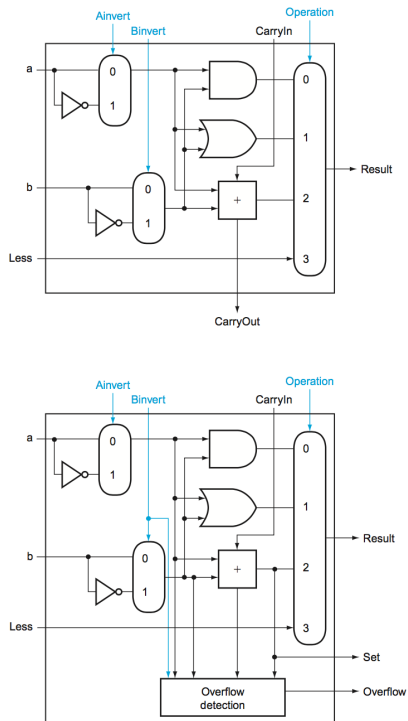 Ainvert
Operation
Binvert
CarryIn
a
0
0
1
1
Result
b
0
+
2
1
Less
3
CarryOut
Operation
Ainvert
Binvert
CarryIn
a
0
0
1
1
b
0
Result
+
2
1
Less
3
Set
Overflow
Overflow
detection